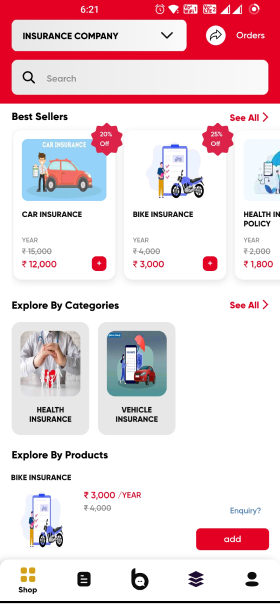 6:21
INSURANCE COMPANY
Orders
Search
Best Sellers
See All
20%
Off
25%
Off
CAR INSURANCE
CAR INSURANCE
BIKE INSURANCE
HEALTH IN
POLICY
YEAR
YEAR
YEAR
₹ 15,000
₹ 4,000
₹ 2,000
₹ 12,000
₹ 3,000
₹ 1,800
Explore By Categories
See All
HEALTH
INSURANCE
VEHICLE
INSURANCE
Explore By Products
BIKE INSURANCE
₹ 3,000 /YEAR
₹ 4,000
Enquiry?
add
Shop